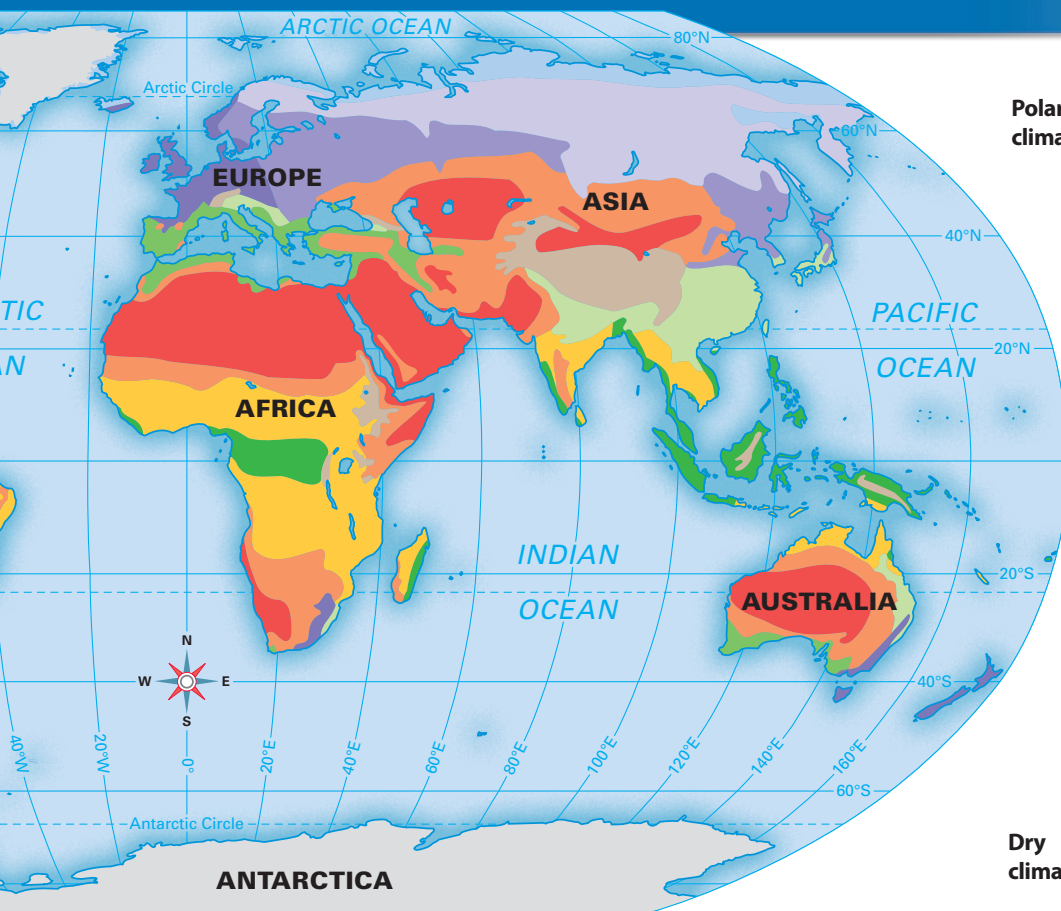 ARCTIC OCEAN
80°N
Arctic Circle
Polar
clima
60°N
EUROPE
ASIA
40°N
TIC
PACIFIC
20°N
N
OCEAN
AFRICA
INDIAN
20°S
OCEAN
AUSTRALIA
N
W
E
S
40°S
40°W
20°W
0°
20°E
40°E
60°E
80°E
100°E
120°E
140°E
160°E
60°S
Antarctic Circle
Dry
clima
ANTARCTICA